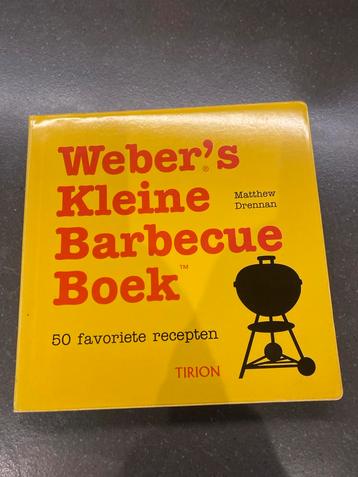 Weber's®
Kleine
Matthew
Drennan
Barbecue
Boek™
50 favoriete recepten
TIRION